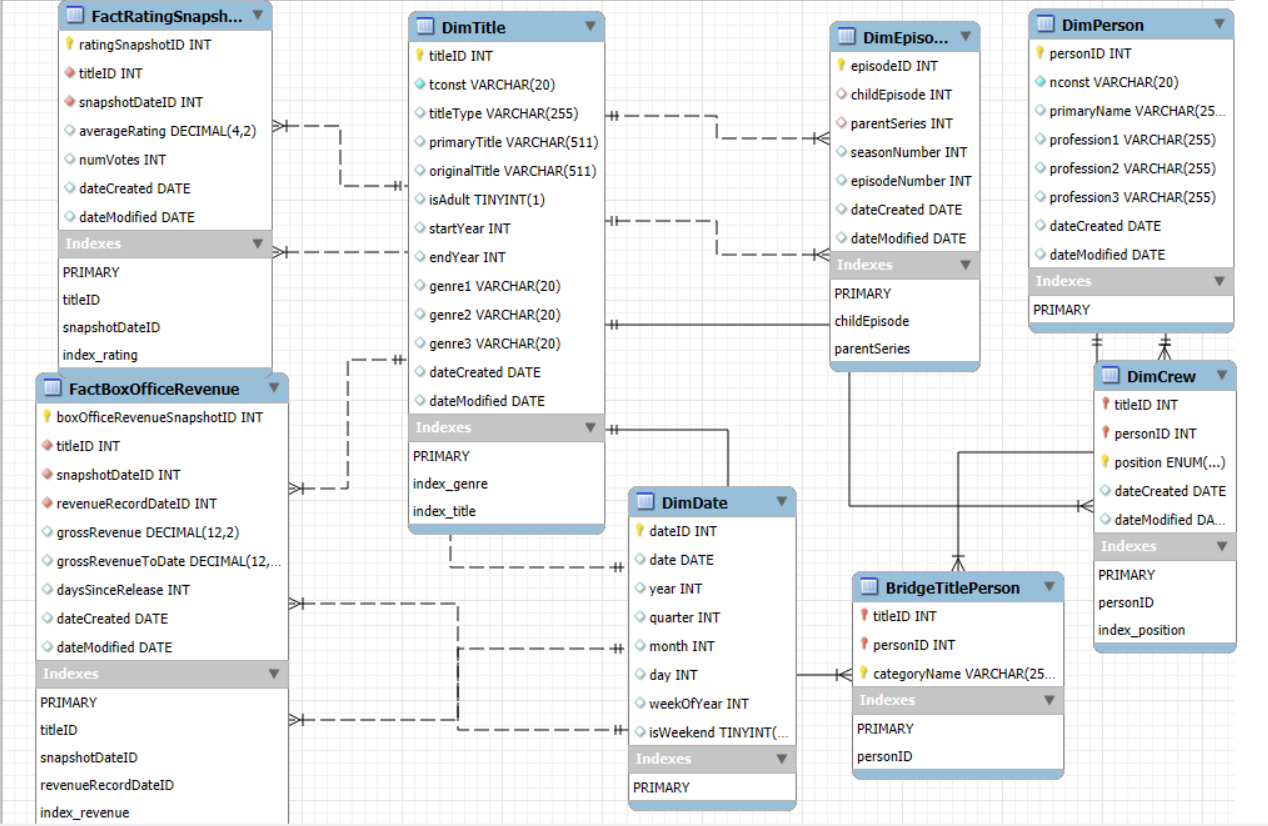 FactRatingSnapsh...
ratingSnapshotID INT
titleID INT
snapshotDateID INT
averageRating DECIMAL(4,2)
numVotes INT
dateCreated DATE
dateModified DATE
Indexes
PRIMARY
titleID
snapshotDateID
index_rating
FactBoxOfficeRevenue
boxOfficeRevenueSnapshotID INT
titleID INT
snapshotDateID INT
revenueRecordDateID INT
grossRevenue DECIMAL(12,2)
grossRevenueToDate DECIMAL(12,...
daysSinceRelease INT
dateCreated DATE
dateModified DATE
Indexes
PRIMARY
titleID
snapshotDateID
revenueRecordDateID
index_revenue
DimTitle
titleID INT
tconst VARCHAR(20)
titleType VARCHAR(255)
primaryTitle VARCHAR(511)
originalTitle VARCHAR(511)
isAdult TINYINT(1)
startYear INT
endYear INT
genre1 VARCHAR(20)
genre2 VARCHAR(20)
genre3 VARCHAR(20)
dateCreated DATE
dateModified DATE
Indexes
PRIMARY
index_genre
index_title
DimDate
dateID INT
date DATE
year INT
quarter INT
month INT
day INT
weekOfYear INT
isWeekend TINYINT(...
Indexes
PRIMARY
DimEpiso...
episodeID INT
childEpisode INT
parentSeries INT
seasonNumber INT
episodeNumber INT
dateCreated DATE
dateModified DATE
Indexes
PRIMARY
childEpisode
parentSeries
DimPerson
personID INT
nconst VARCHAR(20)
primaryName VARCHAR(25...
profession1 VARCHAR(255)
profession2 VARCHAR(255)
profession3 VARCHAR(255)
dateCreated DATE
dateModified DATE
Indexes
PRIMARY
DimCrew
titleID INT
personID INT
position ENUM(...)
dateCreated DATE
dateModified DA...
Indexes
PRIMARY
personID
index_position
BridgeTitlePerson
titleID INT
personID INT
categoryName VARCHAR(25...
Indexes
PRIMARY
personID